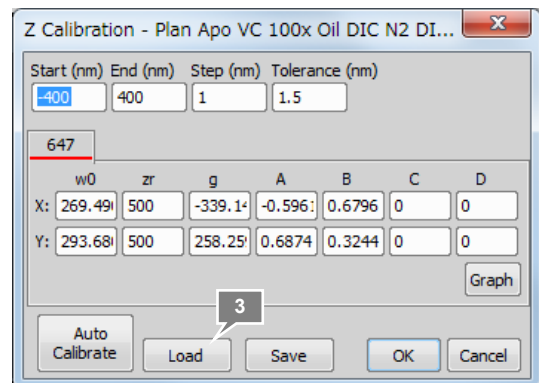 Z Calibration - Plan Apo VC 100x Oil DIC N2 DI...
Start (nm) End (nm) Step (nm) Tolerance (nm)
-400 400 1 1.5
647
w0 zr g A B C D
X: 269.49 500 -339.14 -0.596 0.6796 0 0
Y: 293.68 500 258.25 0.6874 0.3244 0 0
Graph
3
Auto Calibrate Load Save OK Cancel